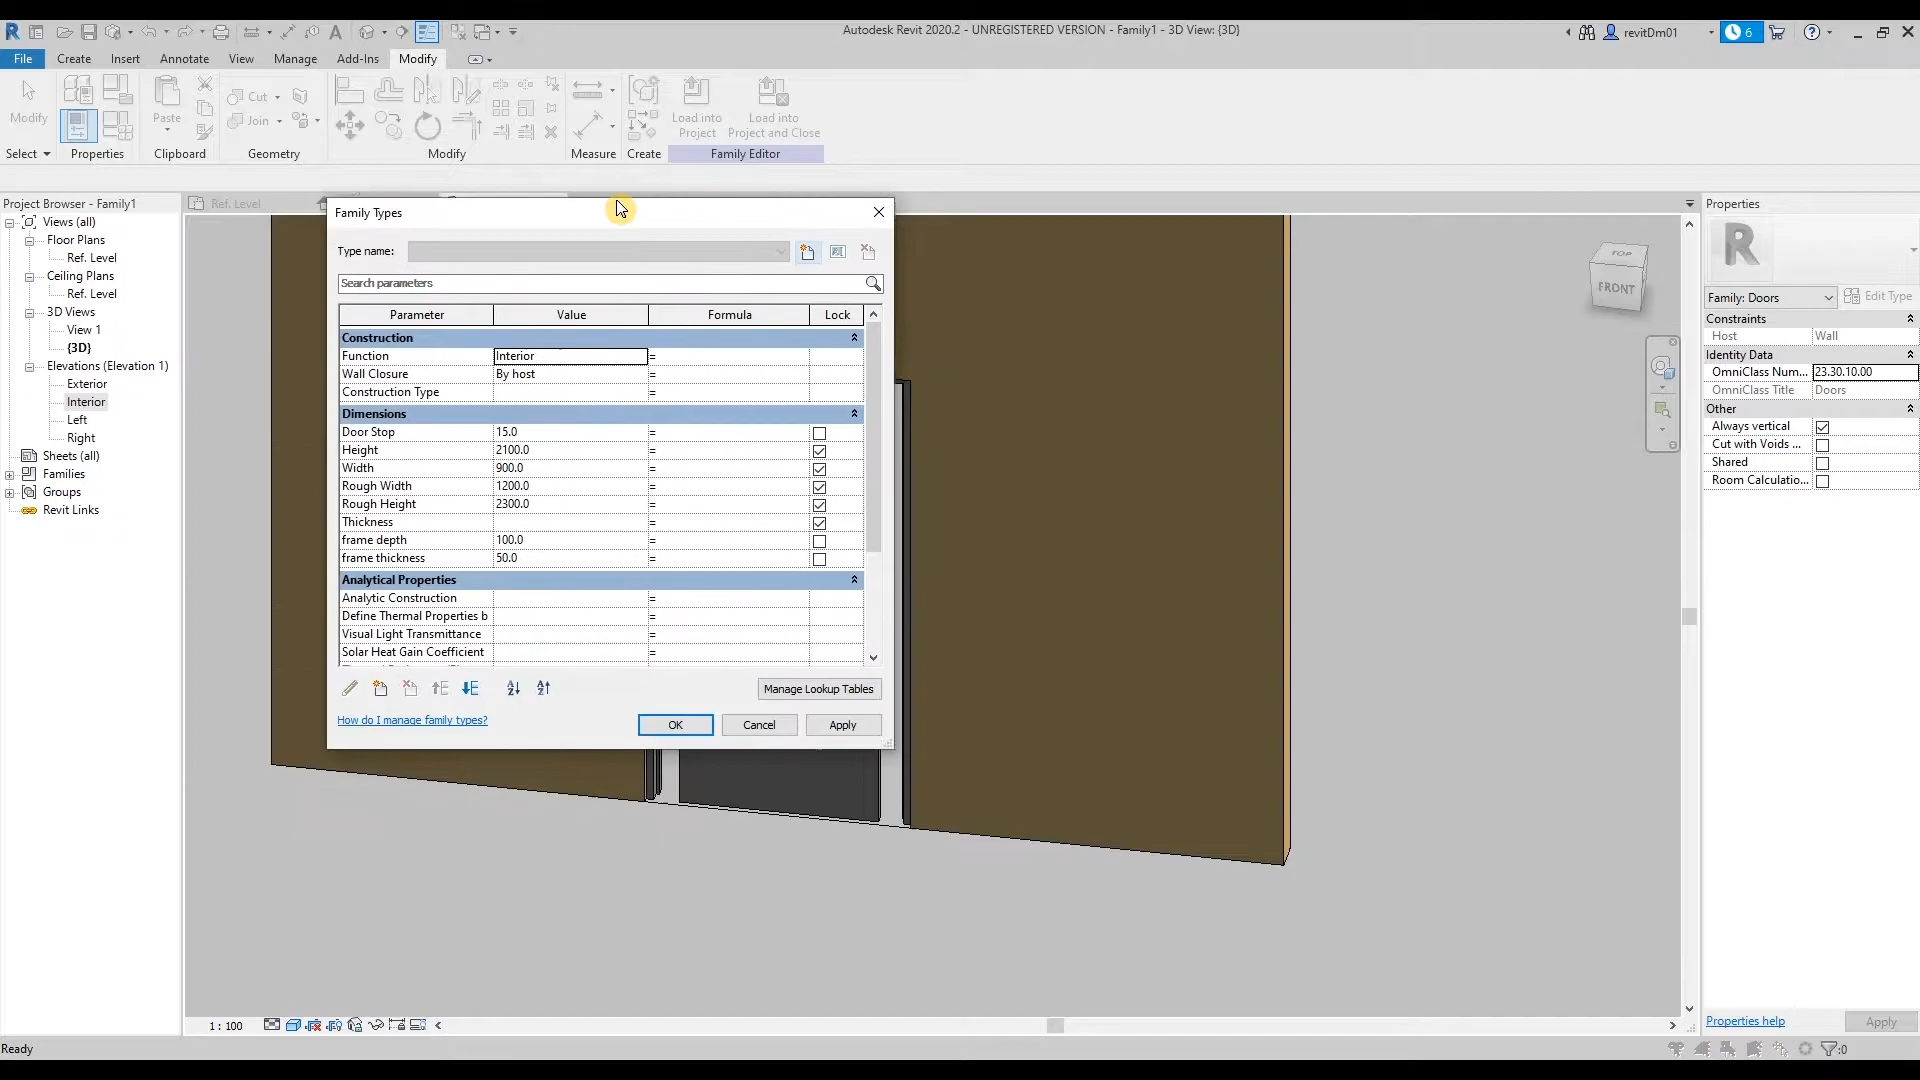 Autodesk Revit 2020.2 - UNREGISTERED VERSION - Family1 - 3D View: {3D}
revitDm01
6
File Create Insert Annotate View Manage Add-Ins Modify
Modify
Paste
Cut
Join
Load into
Project
Load into
Project and Close
Select Properties Clipboard Geometry Modify Measure Create Family Editor
Project Browser - Family1
Views (all)
Floor Plans
Ref. Level
Ceiling Plans
Ref. Level
3D Views
View 1
{3D}
Elevations (Elevation 1)
Exterior
Interior
Left
Right
Sheets (all)
Families
Groups
Revit Links
Ref. Level
Family Types
Type name:
Search parameters
Parameter Value Formula Lock
Construction
Function Interior =
Wall Closure By host =
Construction Type =
Dimensions
Door Stop 15.0 =
Height 2100.0 =
Width 900.0 =
Rough Width 1200.0 =
Rough Height 2300.0 =
Thickness =
frame depth 100.0 =
frame thickness 50.0 =
Analytical Properties
Analytic Construction =
Define Thermal Properties b =
Visual Light Transmittance =
Solar Heat Gain Coefficient =
Manage Lookup Tables
How do I manage family types?
OK Cancel Apply
TOP
FRONT
Properties
Family: Doors
Edit Type
Constraints
Host Wall
Identity Data
OmniClass Num... 23.30.10.00
OmniClass Title Doors
Other
Always vertical
Cut with Voids ...
Shared
Room Calculatio...
Properties help
Apply
1 : 100
Ready
:0